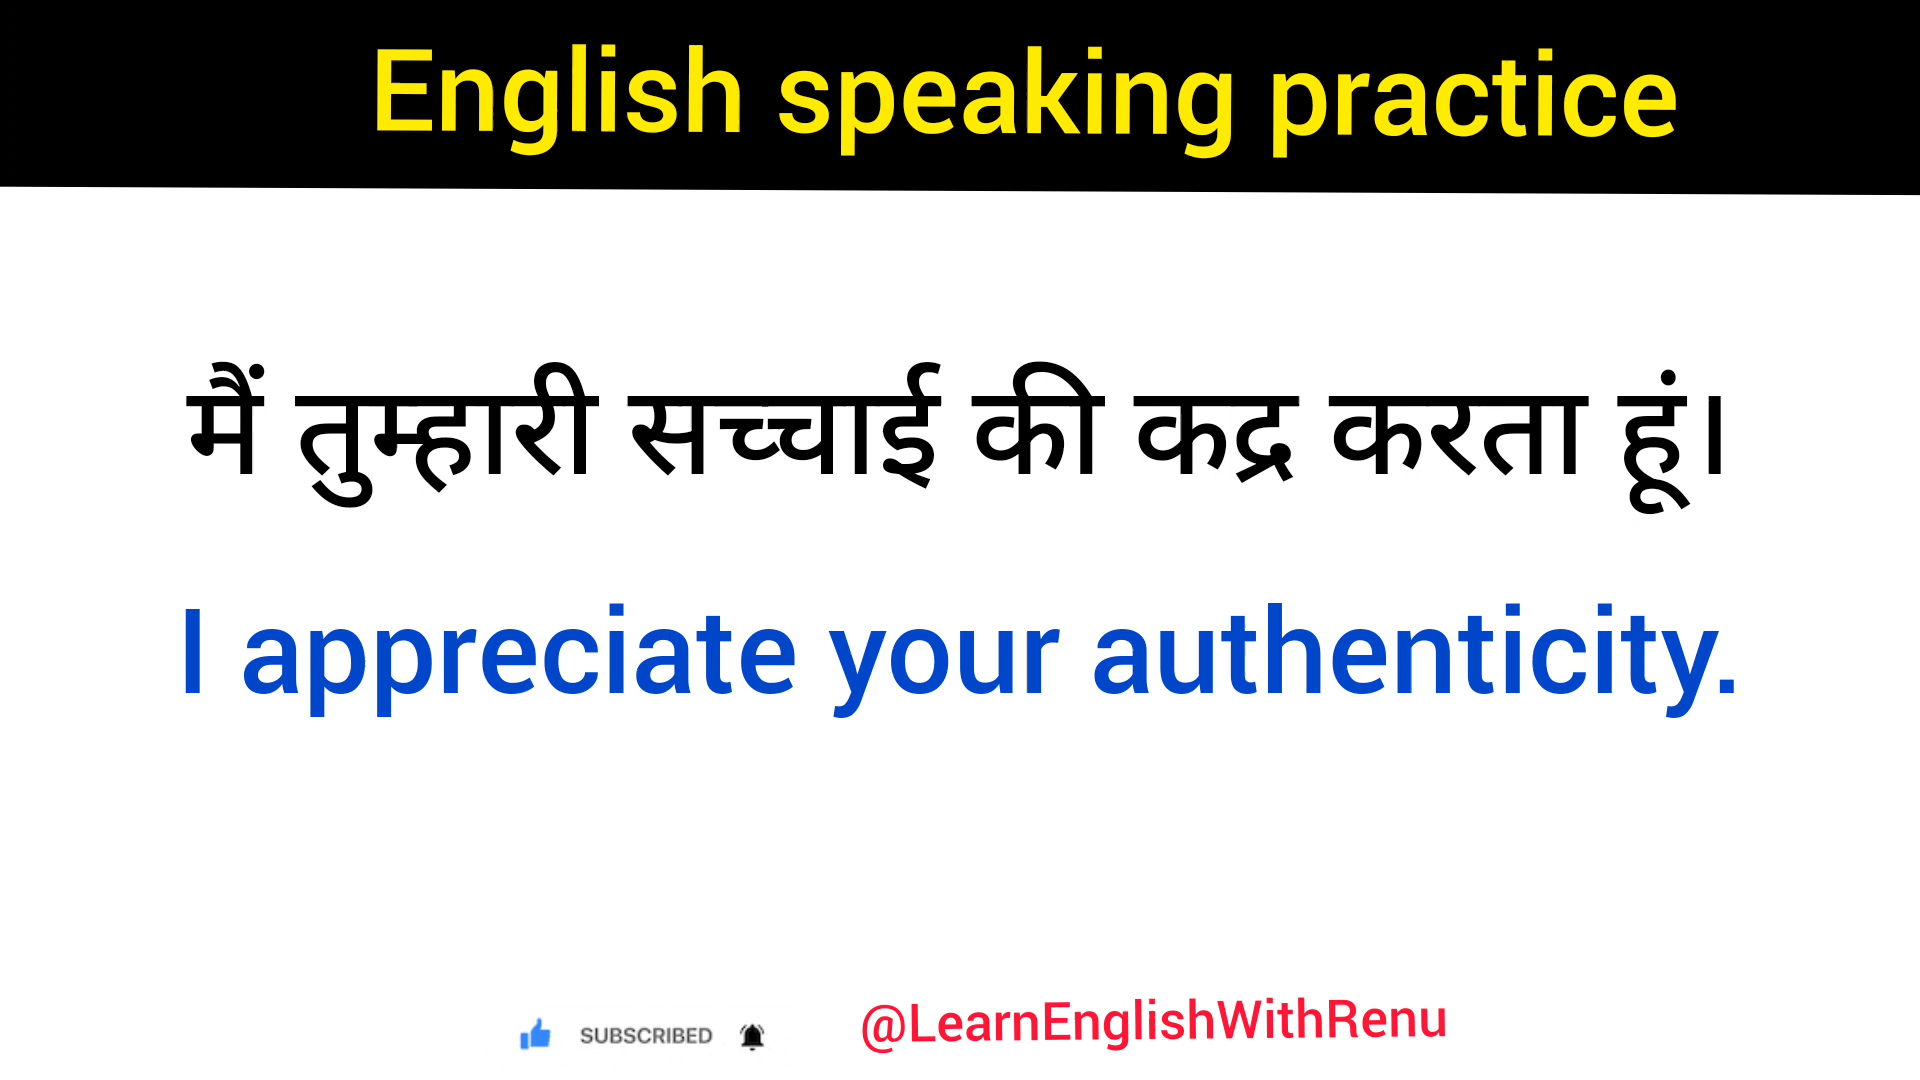 English speaking practice
मैं तुम्हारी सच्चाई की कद्र करता हूं।
I appreciate your authenticity.
SUBSCRIBED
@LearnEnglishWithRenu